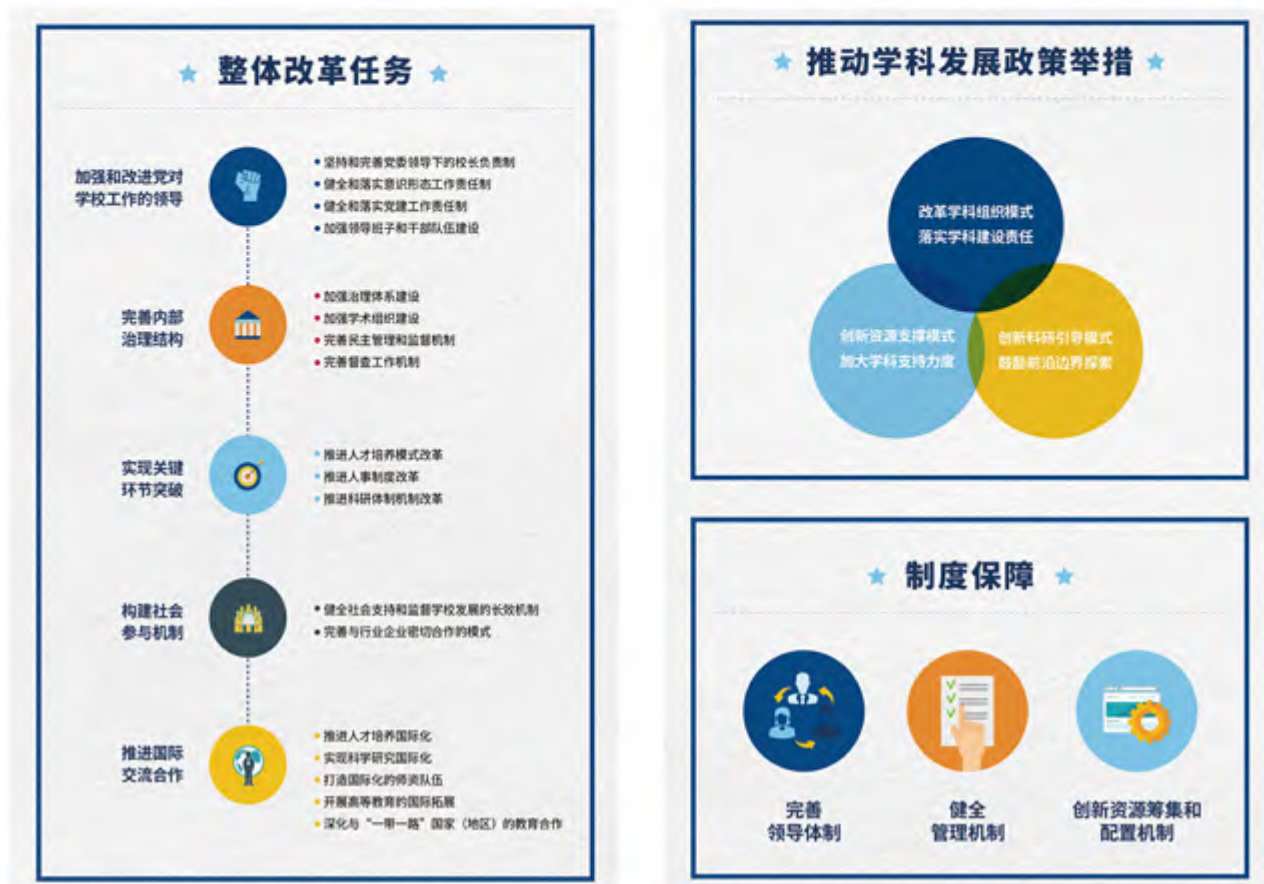 整体改革任务
加强和改进党对
学校工作的领导
坚持和完善党委领导下的校长负责制
健全和落实意识形态工作责任制
健全和落实党建工作责任制
加强领导班子和干部队伍建设
完善内部
治理结构
加强治理体系建设
加强学术组织建设
完善民主管理和监督机制
完善督查工作机制
实现关键
环节突破
推进人才培养模式改革
推进人事制度改革
推进科研体制机制改革
构建社会
参与机制
健全社会支持和监督学校发展的长效机制
完善与行业企业密切合作的模式
推进国际
交流合作
推进人才培养国际化
实现科学研究国际化
打造国际化的师资队伍
开展高等教育的国际拓展
深化与“一带一路”国家（地区）的教育合作
推动学科发展政策举措
改革学科组织模式
落实学科建设责任
创新资源支撑模式
加大学科支持力度
创新科研引导模式
鼓励前沿边界探索
制度保障
完善
领导体制
健全
管理机制
创新资源筹集和
配置机制